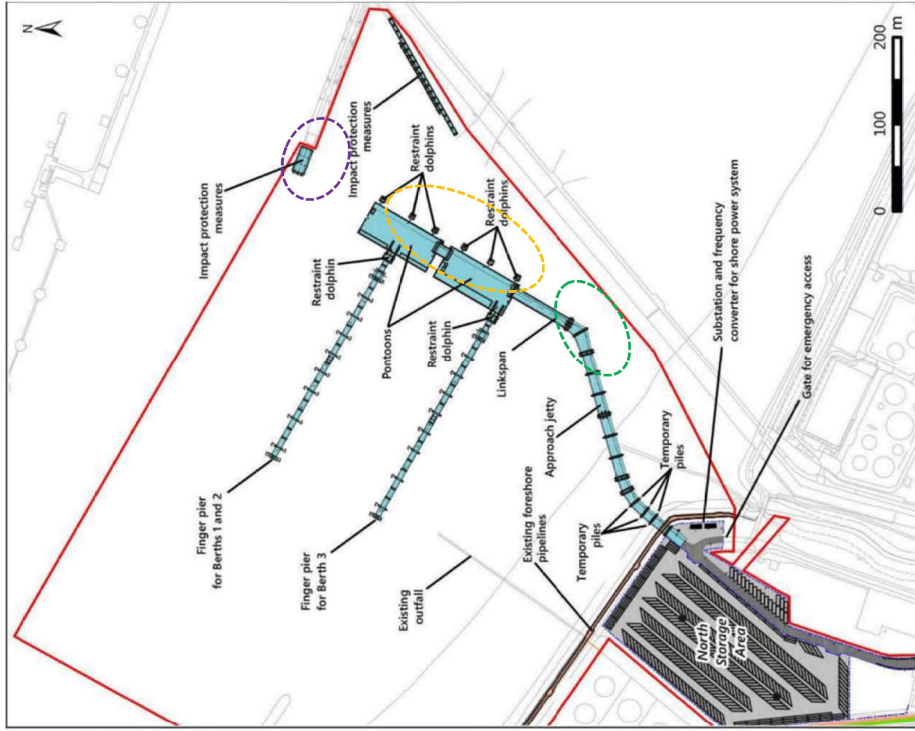 N
Impact protection
measures
Impact protection
measures
Restraint
dolphins
Restraint
dolphins
Restraint
dolphin
Pontoons
Restraint
dolphin
Linkspan
Approach jetty
Finger pier
for Berths 1 and 2
Finger pier
for Berth 3
Existing
outfall
Existing foreshore
pipelines
Temporary
piles
Temporary
piles
North
Storage
Area
Substation and frequency
converter for shore power system
Gate for emergency access
0 100 200
m